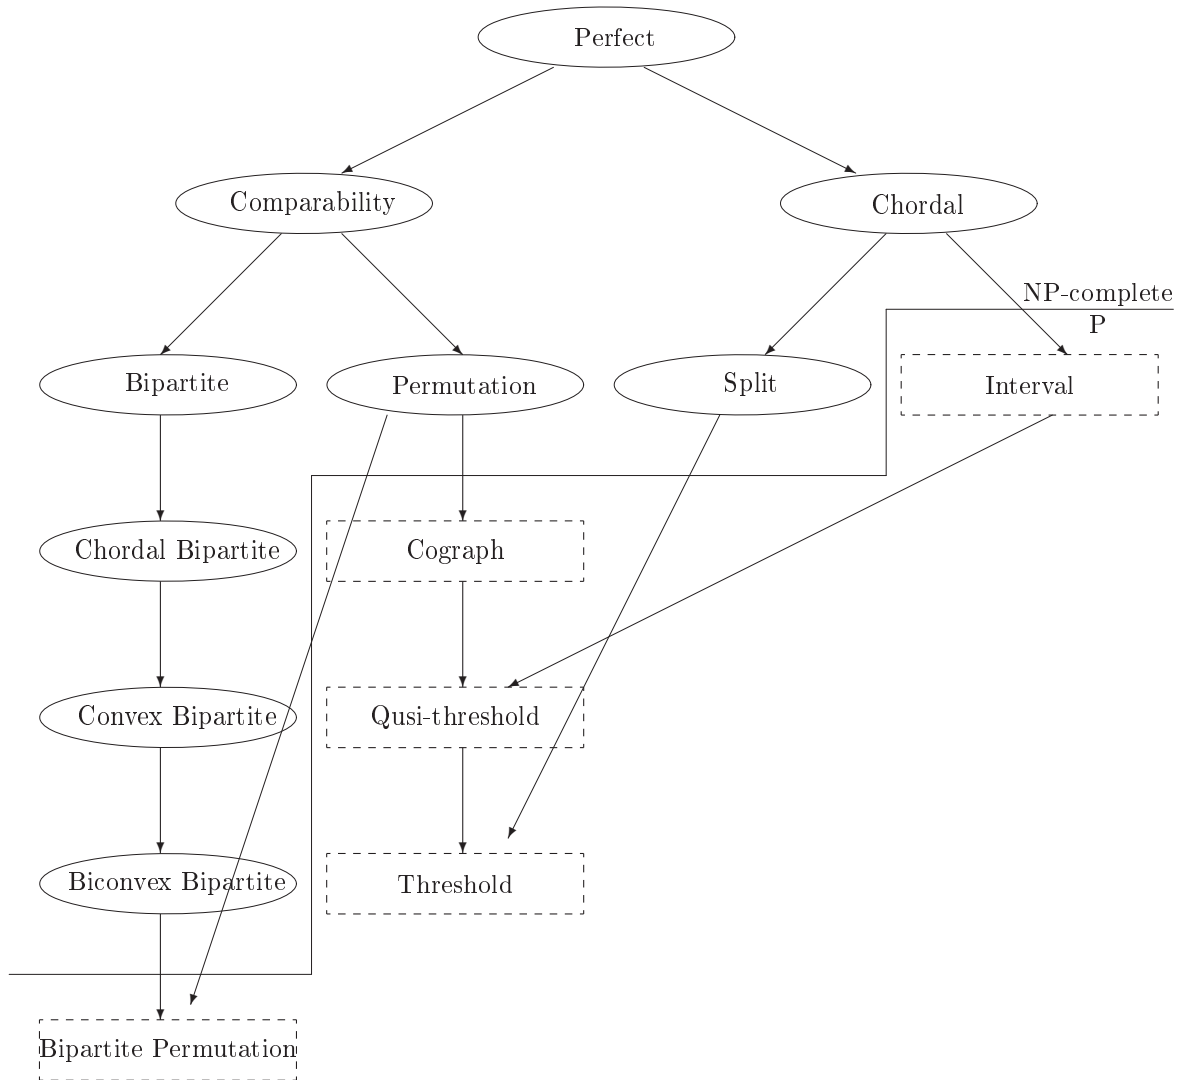 Perfect
Comparability
Chordal
NP-complete
P
Bipartite
Permutation
Split
Interval
Chordal Bipartite
Cograph
Convex Bipartite
Qusi-threshold
Biconvex Bipartite
Threshold
Bipartite Permutation